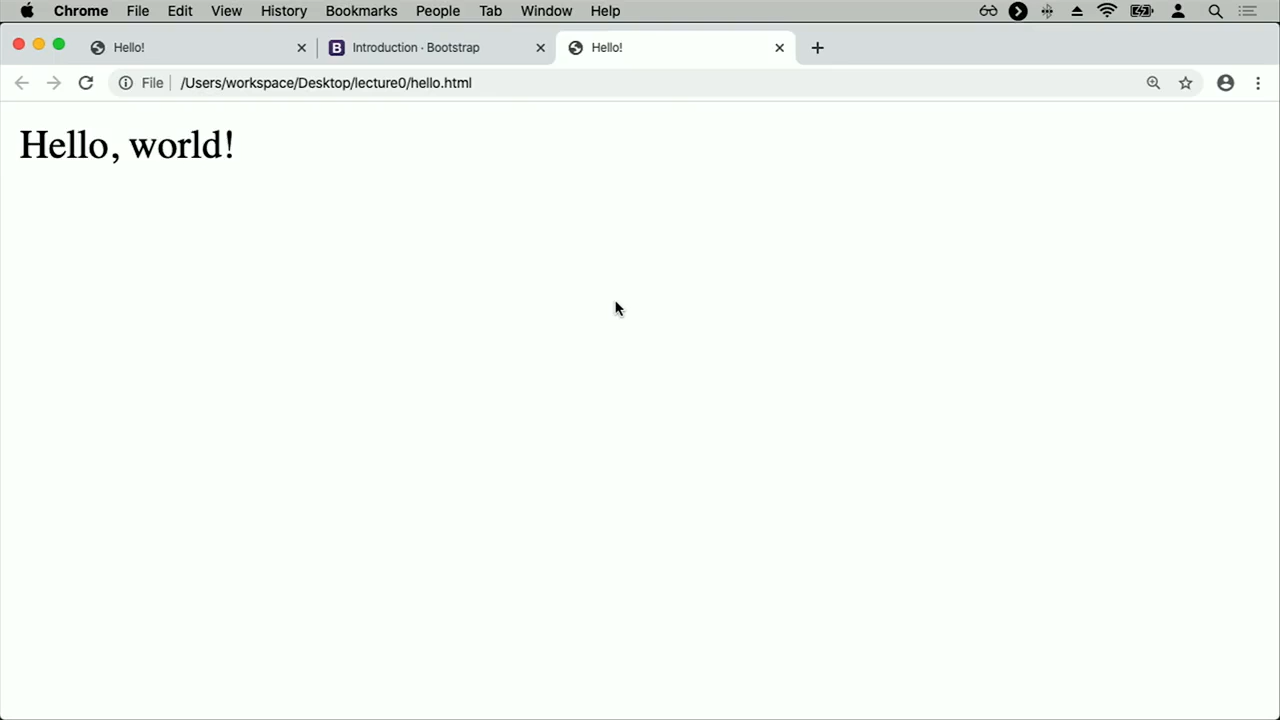 Chrome File Edit View History Bookmarks People Tab Window Help
Hello! B Introduction · Bootstrap Hello!
File /Users/workspace/Desktop/lecture0/hello.html
Hello, world!